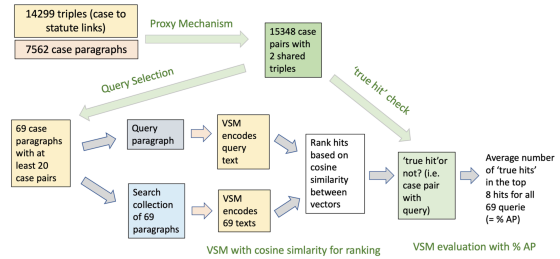 14299 triples (case to
statute links)
7562 case paragraphs
Proxy Mechanism
15348 case
pairs with
2 shared
triples
Query Selection
'true hit' check
69 case
paragraphs
with at
least 20
case pairs
Query
paragraph
VSM
encodes
query
text
Search
collection
of 69
paragraphs
VSM
encodes
69 texts
Rank hits
based on
cosine
similarity
between
vectors
'true hit'or
not? (i.e.
case pair
with
query)
Average number
of 'true hits'
in the top
8 hits for all
69 querie
(= % AP)
VSM with cosine simlarity for ranking
VSM evaluation with % AP